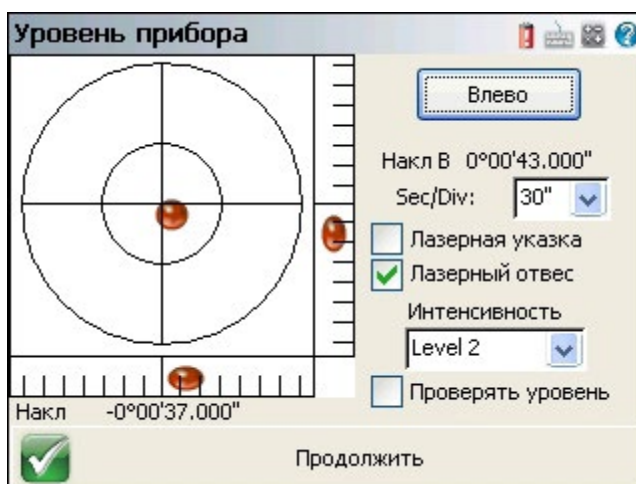 Уровень прибора
Влево
Накл В 0°00'43.000"
Sec/Div: 30"
Лазерная указка
Лазерный отвес
Интенсивность
Level 2
Проверять уровень
Накл -0°00'37.000"
Продолжить